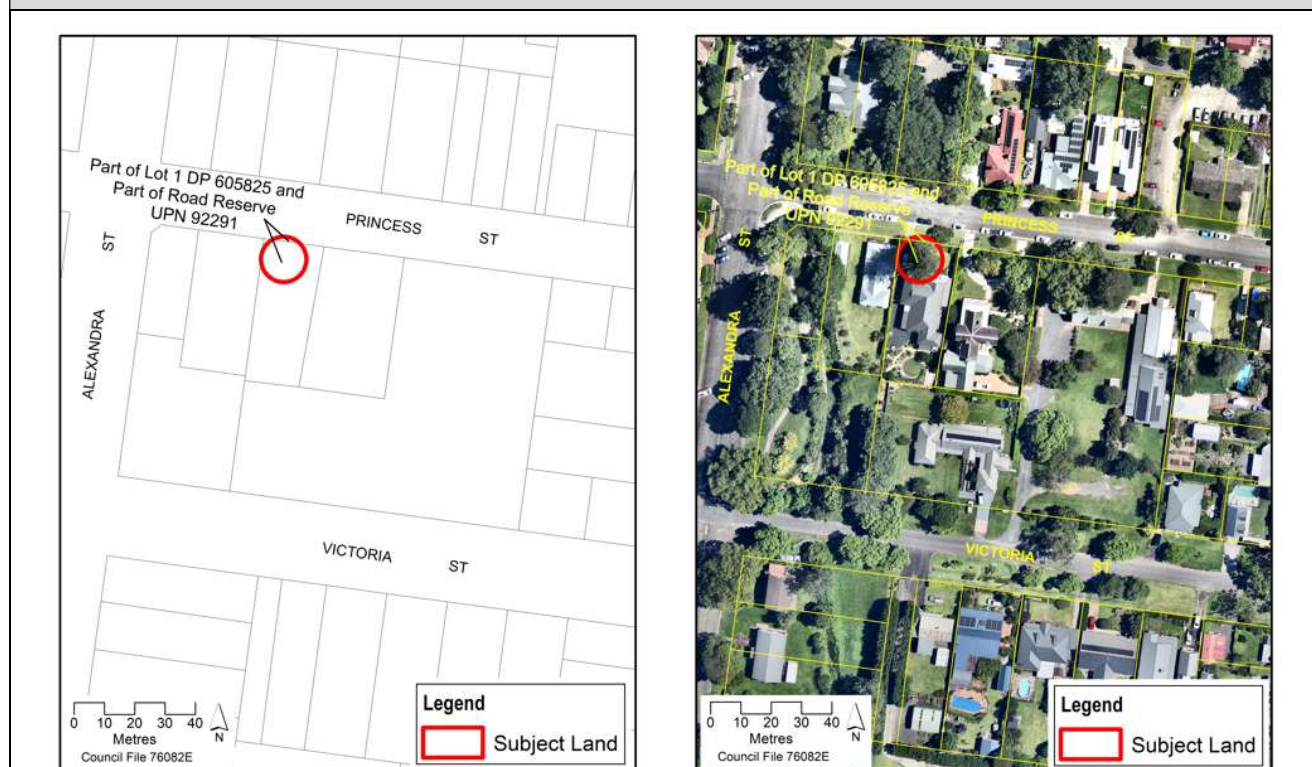 Part of Lot 1 DP 605825 and
Part of Road Reserve
UPN 92291
PRINCESS ST
ALEXANDRA ST
VICTORIA ST
0 10 20 30 40
Metres
N
Council File 76082E
Legend
Subject Land
Part of Lot 1 DP 605825 and
Part of Road Reserve
UPN 92291
PRINCESS ST
ALEXANDRA ST
VICTORIA ST
0 10 20 30 40
Metres
N
Council File 76082E
Legend
Subject Land